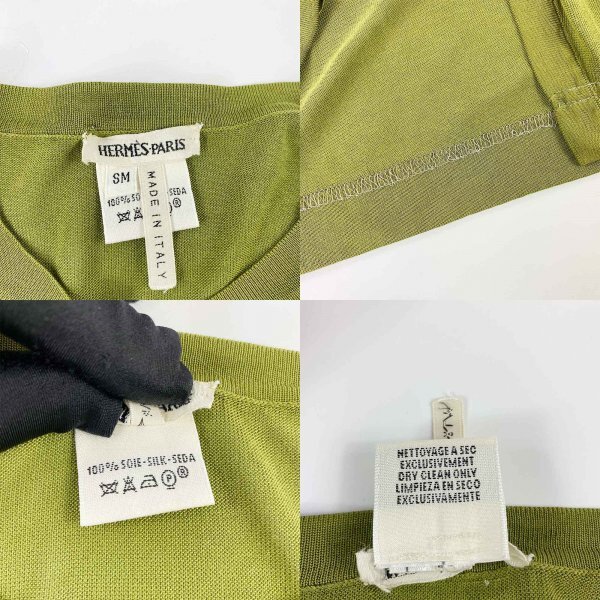 HERMÈS-PARIS
SM
100% SOIE SEDA
MADE IN ITALY
100% SOIE-SILK-SEDA
P
NETTOYAGE A SEC
EXCLUSIVEMENT
DRY CLEAN ONLY
LIMPIEZA EN SECO
EXCLUSIVAMENTE